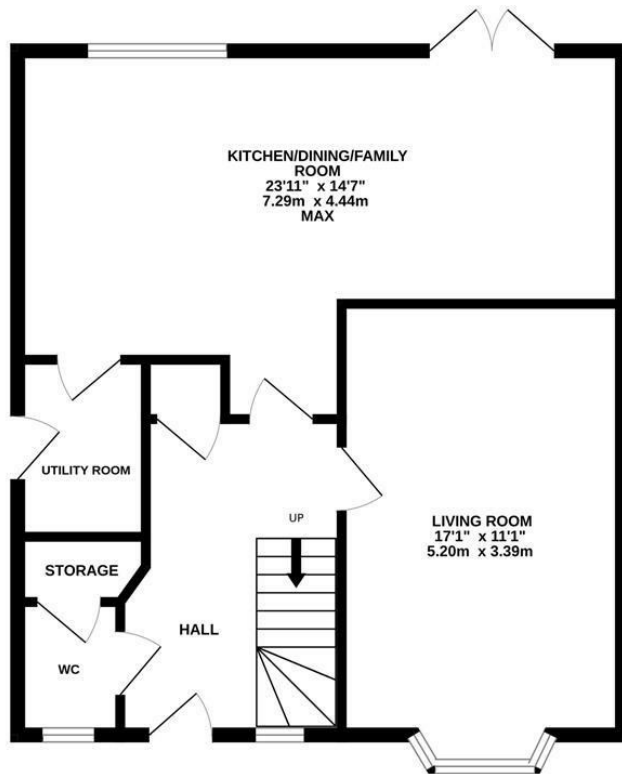 KITCHEN/DINING/FAMILY
ROOM
23'11" x 14'7"
7.29m x 4.44m
MAX
UTILITY ROOM
UP
LIVING ROOM
17'1" x 11'1"
5.20m x 3.39m
STORAGE
HALL
WC